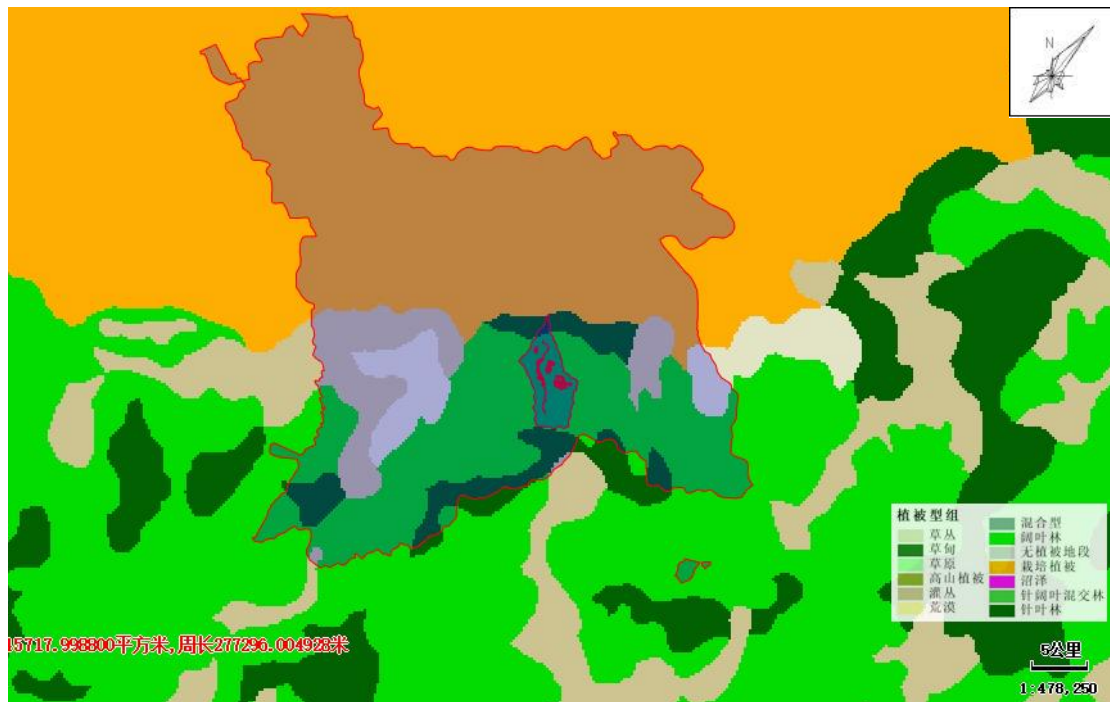 N
植被型组
草丛
草甸
草原
高山植被
灌丛
荒漠
混合型
阔叶林
无植被地段
栽培植被
沼泽
针阔叶混交林
针叶林
15717.998800平方米,周长277296.004928米
5公里
1:478,250